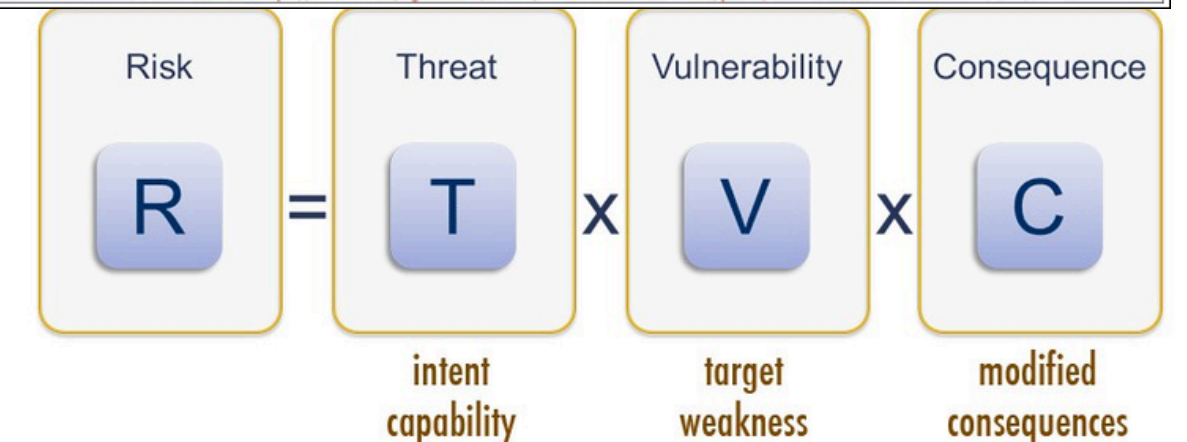 Risk Threat Vulnerability Consequence
R = T x V x C
intent target modified
capability weakness consequences